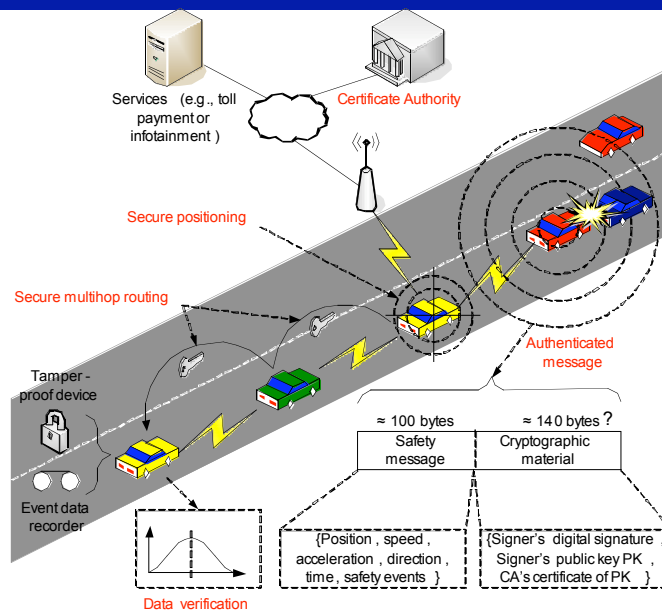 Services (e.g., toll
payment or
infotainment )
Certificate Authority
Secure positioning
Secure multihop routing
Authenticated
message
Tamper-
proof device
Event data
recorder
≈ 100 bytes
≈ 140 bytes ?
Safety
message
Cryptographic
material
{Position , speed ,
acceleration , direction ,
time , safety events }
{Signer's digital signature ,
Signer's public key PK ,
CA's certificate of PK }
Data verification